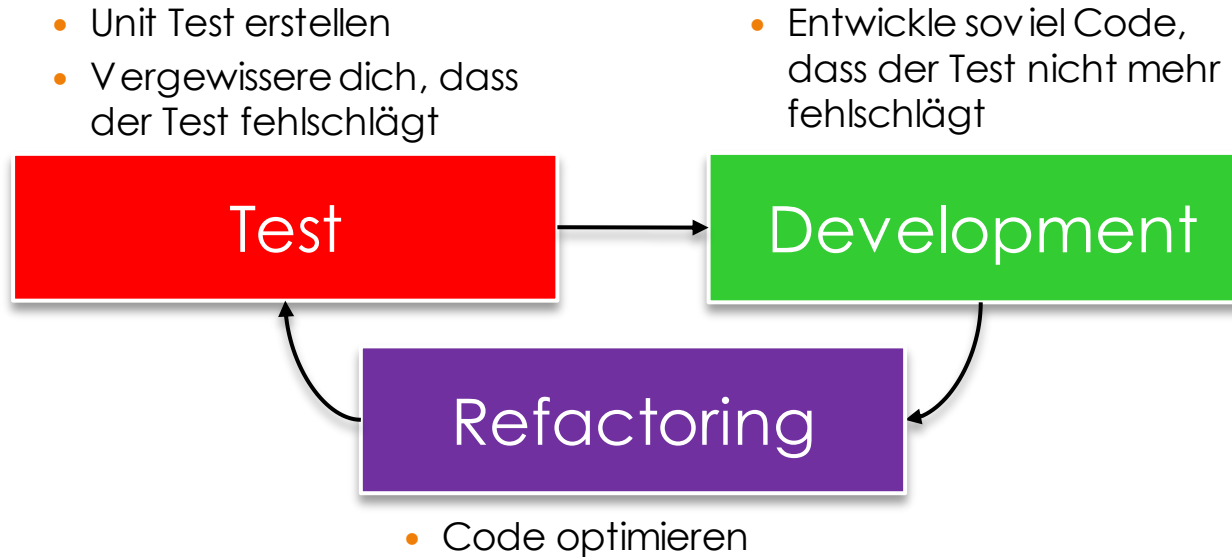 • Unit Test erstellen
• Vergewissere dich, dass
der Test fehlschlägt
• Entwickle soviel Code,
dass der Test nicht mehr
fehlschlägt
Test
Development
Refactoring
• Code optimieren